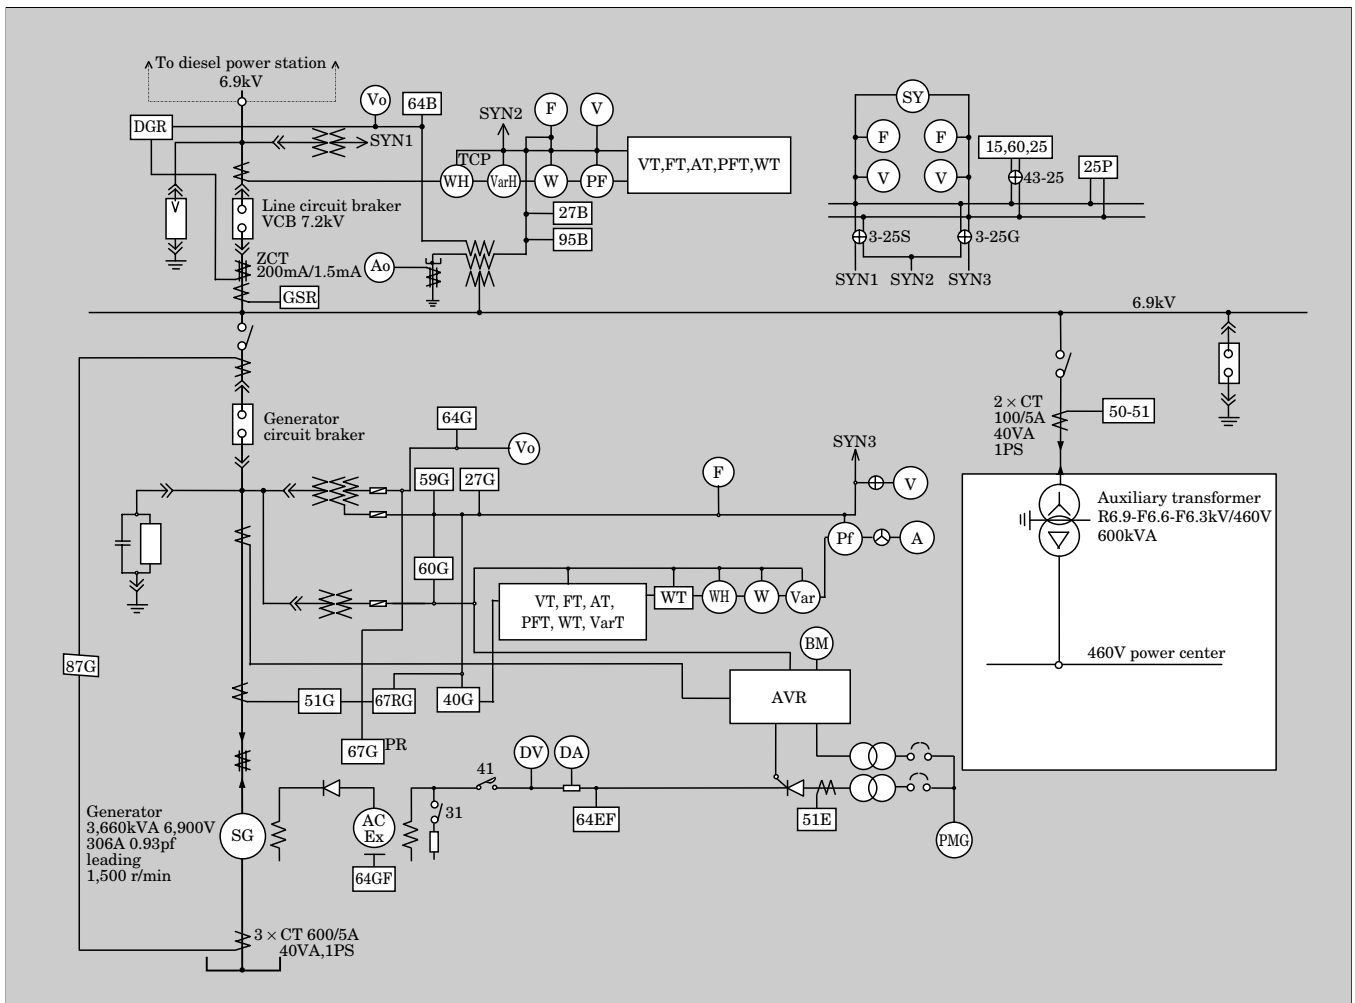 To diesel power station
6.9kV
Vo
64B
SYN2
F
V
DGR
SYN1
TCP
WH
VarH
W
PF
VT,FT,AT,PFT,WT
27B
95B
V
Line circuit braker
VCB 7.2kV
ZCT
200mA/1.5mA
Ao
GSR
SY
F
F
V
V
15,60,25
43-25
25P
3-25S
3-25G
SYN1
SYN2
SYN3
6.9kV
Generator
circuit braker
64G
Vo
59G
27G
F
SYN3
V
Pf
A
60G
VT, FT, AT,
PFT, WT, VarT
WT
WH
W
Var
2 × CT
100/5A
40VA
1PS
50-51
Auxiliary transformer
R6.9-F6.6-F6.3kV/460V
600kVA
460V power center
87G
51G
67RG
40G
67G
PR
BM
AVR
41
DV
DA
31
64EF
51E
PMG
Generator
3,660kVA 6,900V
306A 0.93pf
leading
1,500 r/min
SG
AC
Ex
64GF
3 × CT 600/5A
40VA,1PS